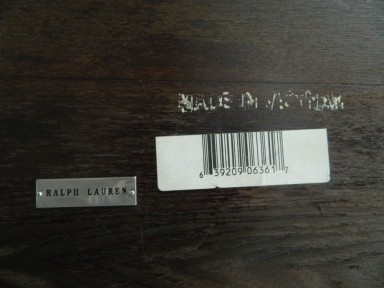 MADE IN VIETNAM
6 39209 06361 7
RALPH LAUREN